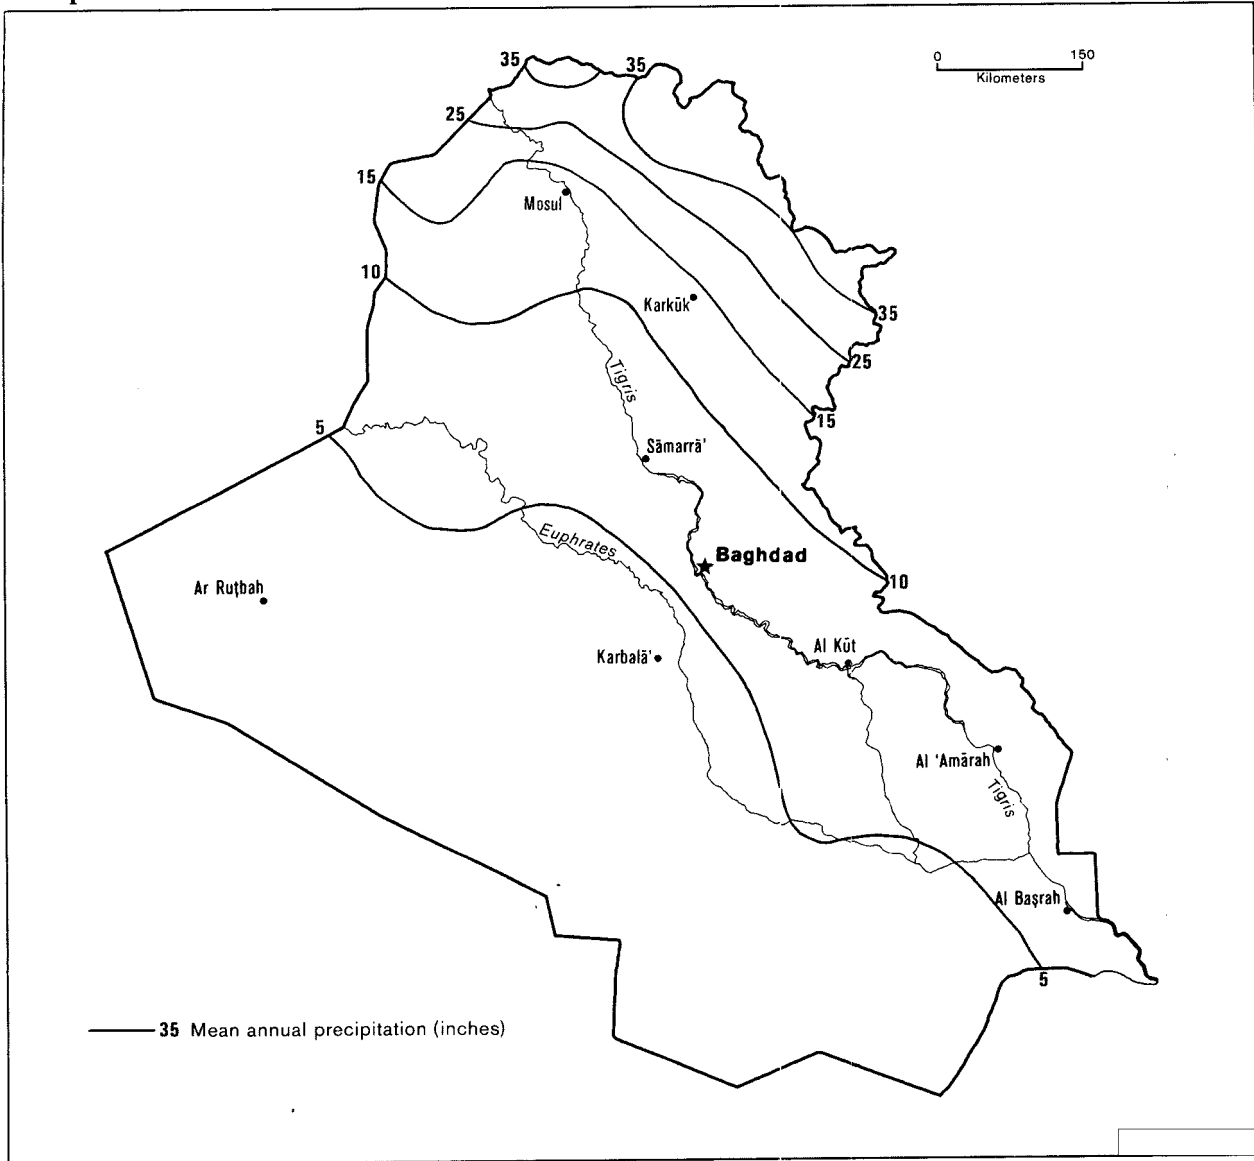 0 150
Kilometers
35
35
25
15
Mosul
10
Karkūk
35
25
Tigris
15
5
Sāmarrā'
Euphrates
Baghdad
10
Ar Ruţbah
Al Kūt
Karbalā'
Al 'Amārah
Tigris
Al Başrah
5
35 Mean annual precipitation (inches)